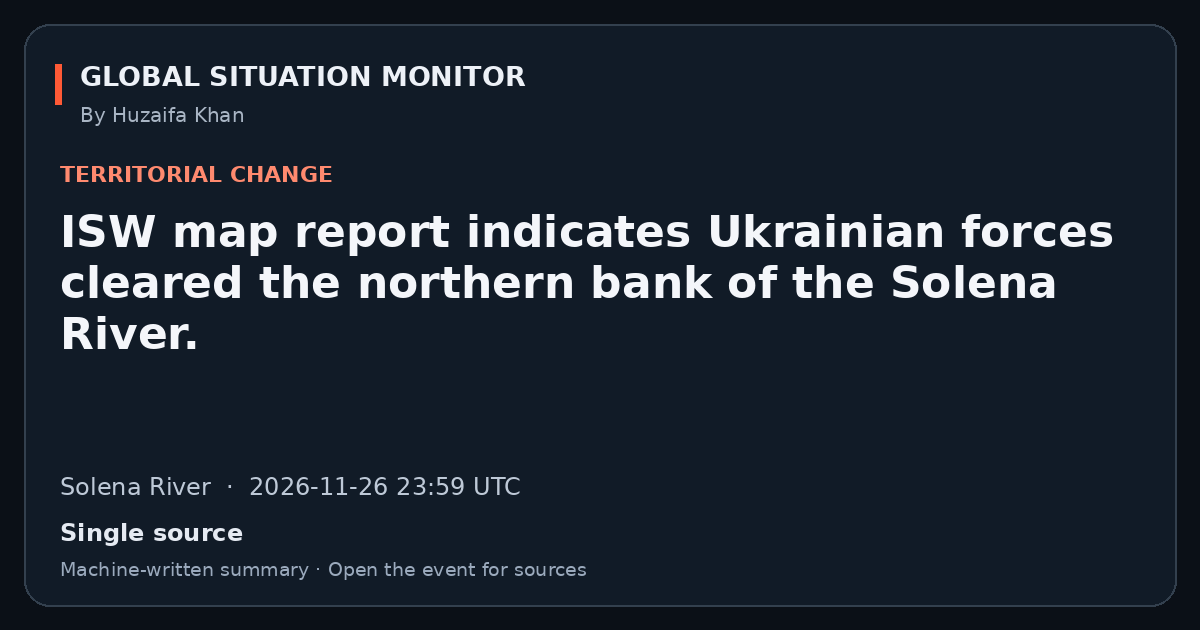 GLOBAL SITUATION MONITOR
By Huzaifa Khan
TERRITORIAL CHANGE
ISW map report indicates Ukrainian forces
cleared the northern bank of the Solena
River.
Solena River · 2026-11-26 23:59 UTC
Single source
Machine-written summary · Open the event for sources